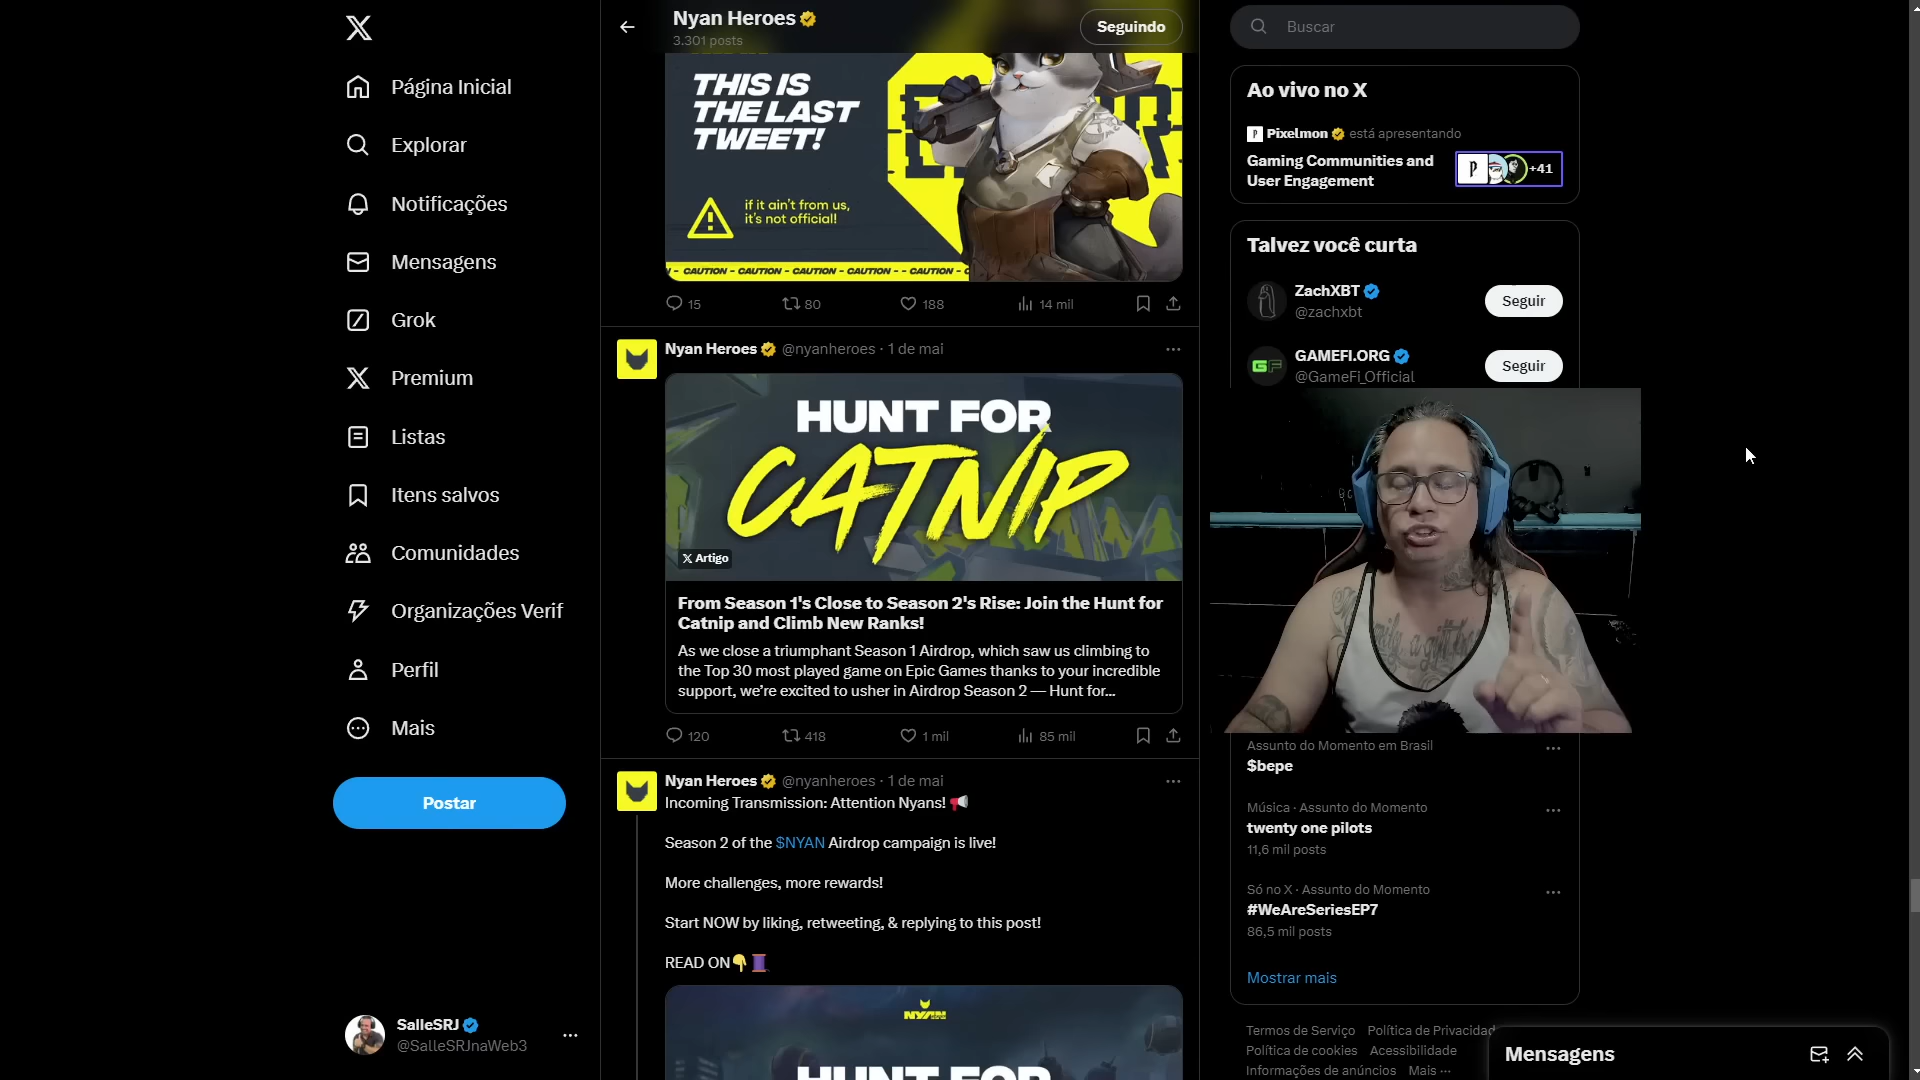 Página Inicial
Explorar
Notificações
Mensagens
Grok
Premium
Listas
Itens salvos
Comunidades
Organizações Verif
Perfil
Mais
Postar
SalleSRJ
@SalleSRJnaWeb3
Nyan Heroes
3.301 posts
Seguindo
THIS IS
THE LAST
TWEET!
if it ain't from us,
it's not official!
- CAUTION - CAUTION - CAUTION - CAUTION - - CAUTION -
15
80
188
14 mil
Nyan Heroes @nyanheroes · 1 de mai
HUNT FOR
CATNIP
Artigo
From Season 1's Close to Season 2's Rise: Join the Hunt for
Catnip and Climb New Ranks!
As we close a triumphant Season 1 Airdrop, which saw us climbing to
the Top 30 most played game on Epic Games thanks to your incredible
support, we're excited to usher in Airdrop Season 2 — Hunt for...
120
418
1 mil
85 mil
Nyan Heroes @nyanheroes · 1 de mai
Incoming Transmission: Attention Nyans!
Season 2 of the $NYAN Airdrop campaign is live!
More challenges, more rewards!
Start NOW by liking, retweeting, & replying to this post!
READ ON
NYAN
HUNT FOR
Buscar
Ao vivo no X
Pixelmon está apresentando
Gaming Communities and
User Engagement
+41
Talvez você curta
ZachXBT
@zachxbt
Seguir
GAMEFI.ORG
@GameFi_Official
Seguir
Assunto do Momento em Brasil
$bepe
Música · Assunto do Momento
twenty one pilots
11,6 mil posts
Só no X · Assunto do Momento
#WeAreSeriesEP7
86,5 mil posts
Mostrar mais
Termos de Serviço Política de Privacidad
Política de cookies Acessibilidade
Informações de anúncios Mais ...
Mensagens